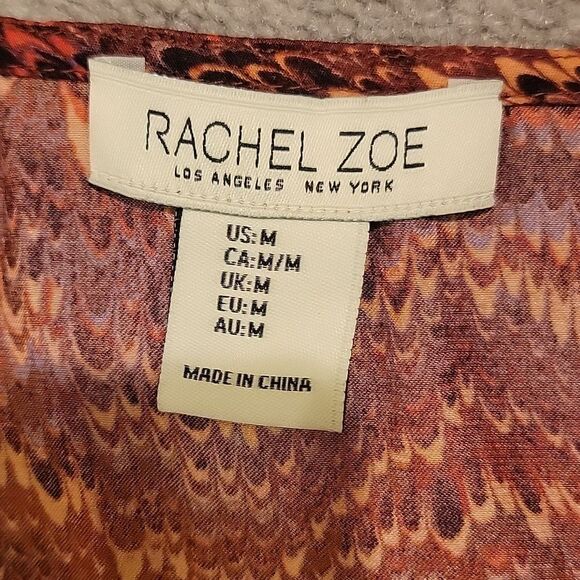 RACHEL ZOE
LOS ANGELES NEW YORK
US:M
CA:M/M
UK:M
EU:M
AU:M
MADE IN CHINA